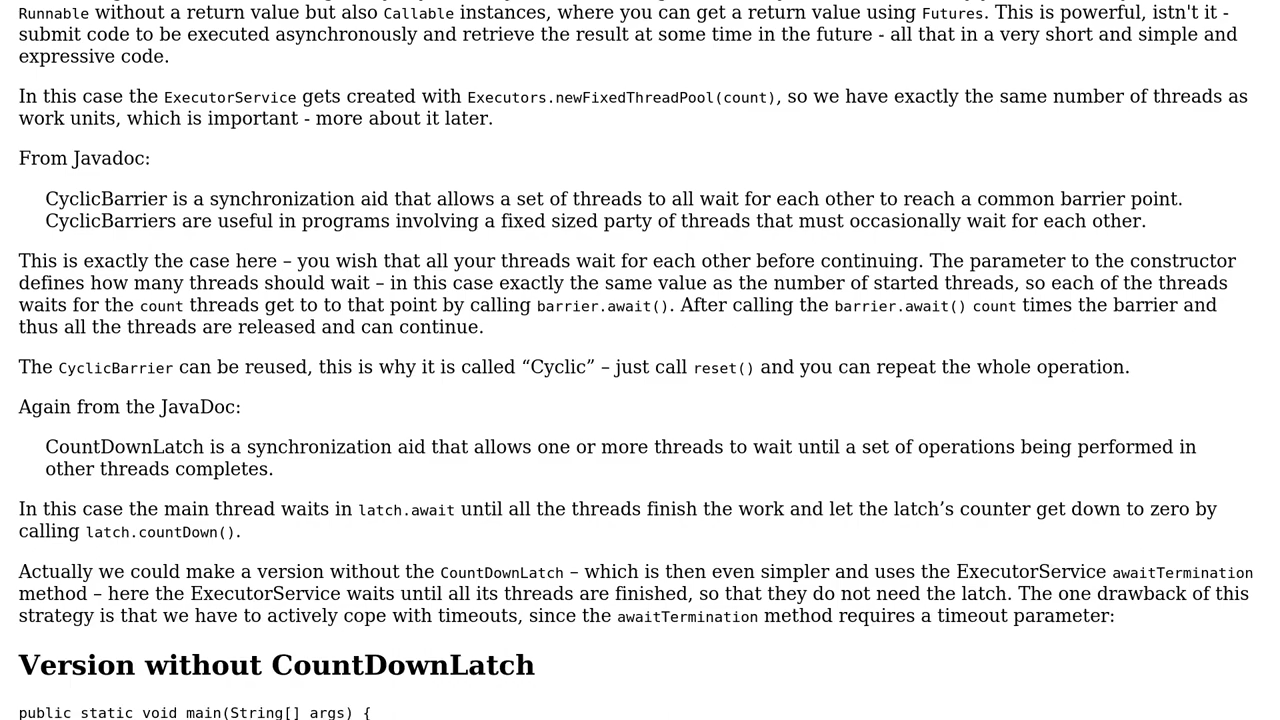 Runnable without a return value but also Callable instances, where you can get a return value using Futures. This is powerful, istn't it -
submit code to be executed asynchronously and retrieve the result at some time in the future - all that in a very short and simple and
expressive code.
In this case the ExecutorService gets created with Executors.newFixedThreadPool(count), so we have exactly the same number of threads as
work units, which is important - more about it later.
From Javadoc:
CyclicBarrier is a synchronization aid that allows a set of threads to all wait for each other to reach a common barrier point.
CyclicBarriers are useful in programs involving a fixed sized party of threads that must occasionally wait for each other.
This is exactly the case here – you wish that all your threads wait for each other before continuing. The parameter to the constructor
defines how many threads should wait – in this case exactly the same value as the number of started threads, so each of the threads
waits for the count threads get to to that point by calling barrier.await(). After calling the barrier.await() count times the barrier and
thus all the threads are released and can continue.
The CyclicBarrier can be reused, this is why it is called “Cyclic” – just call reset() and you can repeat the whole operation.
Again from the JavaDoc:
CountDownLatch is a synchronization aid that allows one or more threads to wait until a set of operations being performed in
other threads completes.
In this case the main thread waits in latch.await until all the threads finish the work and let the latch’s counter get down to zero by
calling latch.countDown().
Actually we could make a version without the CountDownLatch – which is then even simpler and uses the ExecutorService awaitTermination
method – here the ExecutorService waits until all its threads are finished, so that they do not need the latch. The one drawback of this
strategy is that we have to actively cope with timeouts, since the awaitTermination method requires a timeout parameter:
Version without CountDownLatch
public static void main(String[] args) {